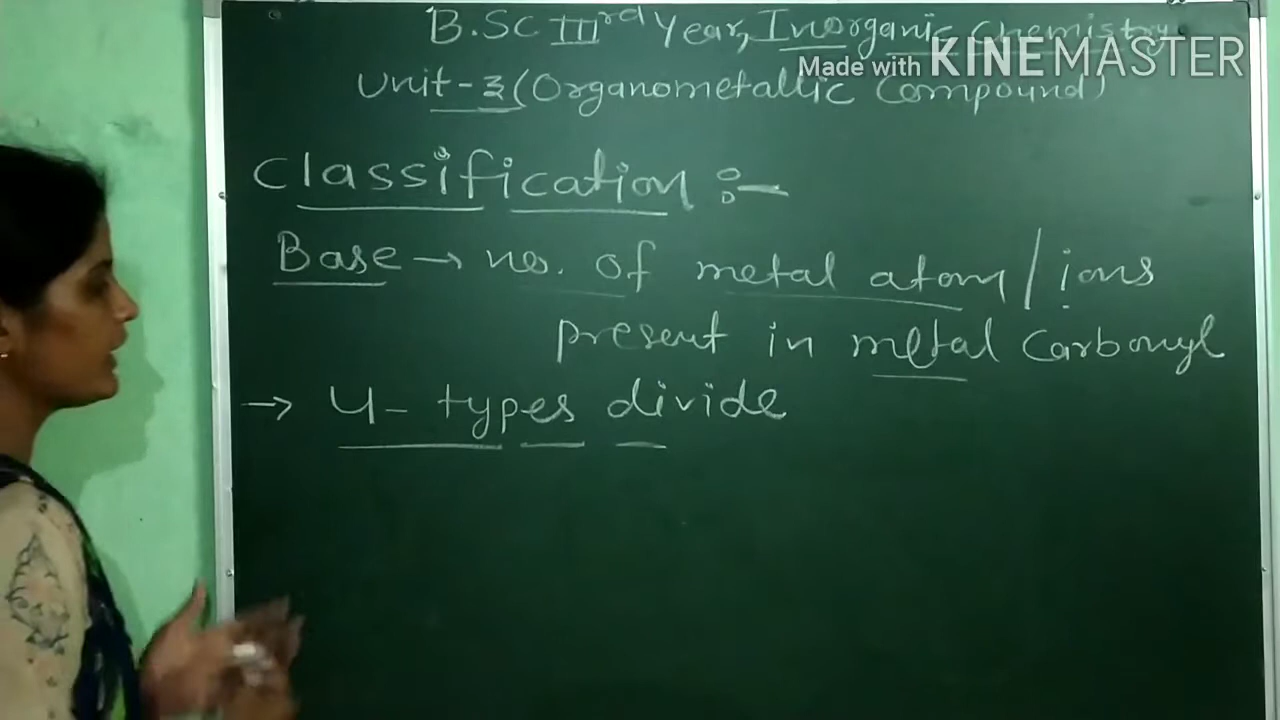 B.Sc IIIrd Year, Inorganic Chemistry
Made with KINEMASTER
Unit-3 (Organometallic Compound)
Classification :-
Base → no. of metal atom / ions
present in metal Carbonyl
→ 4- types divide